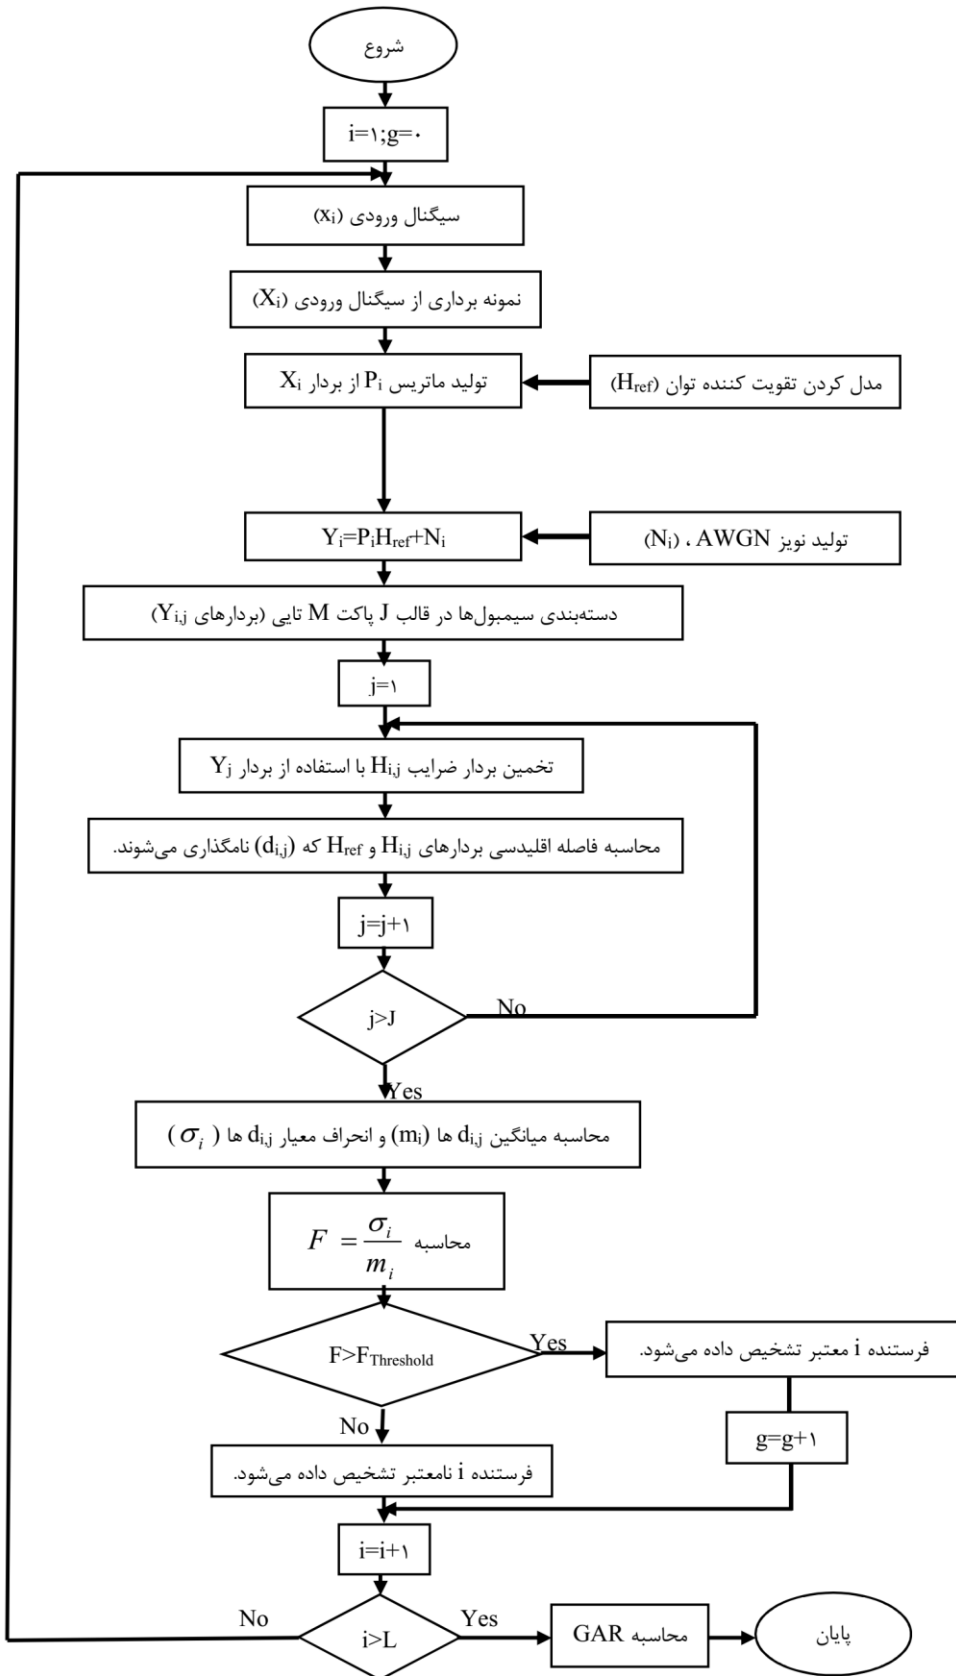 شروع
i=۱;g=۰
سیگنال ورودی (xi)
نمونه برداری از سیگنال ورودی (Xi)
تولید ماتریس Pi از بردار Xi
مدل کردن تقویت کننده توان (Href)
Yi=PiHref+Ni
تولید نویز AWGN ، (Ni)
دسته‌بندی سیمبول‌ها در قالب J پاکت M تایی (بردارهای Yi,j)
j=۱
تخمین بردار ضرایب Hi,j با استفاده از بردار Yj
محاسبه فاصله اقلیدسی بردارهای Hi,j و Href که (di,j) نامگذاری می‌شوند.
j=j+۱
j>J
No
Yes
محاسبه میانگین di,j ها (mi) و انحراف معیار di,j ها (σi)
محاسبه F = σi / mi
F>FThreshold
Yes
فرستنده i معتبر تشخیص داده می‌شود.
No
g=g+۱
فرستنده i نامعتبر تشخیص داده می‌شود.
i=i+۱
i>L
No
Yes
محاسبه GAR
پایان